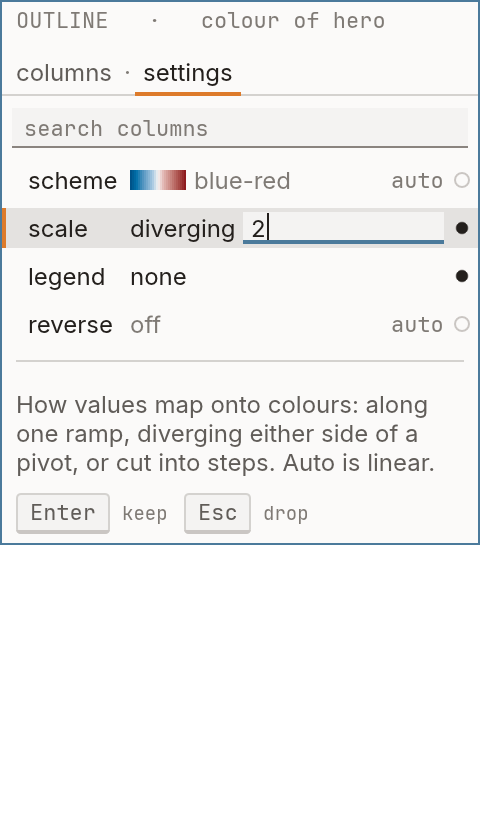 OUTLINE · colour of hero
columns · settings
search columns
scheme blue-red auto
scale diverging 2
legend none
reverse off auto
How values map onto colours: along
one ramp, diverging either side of a
pivot, or cut into steps. Auto is linear.
Enter keep Esc drop